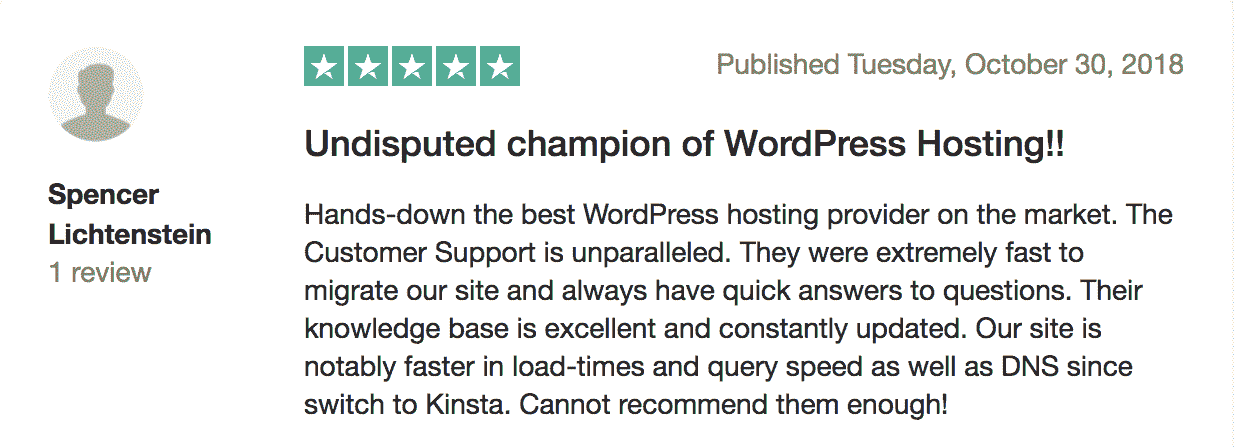 Published Tuesday, October 30, 2018
Undisputed champion of WordPress Hosting!!
Spencer
Lichtenstein
1 review
Hands-down the best WordPress hosting provider on the market. The
Customer Support is unparalleled. They were extremely fast to
migrate our site and always have quick answers to questions. Their
knowledge base is excellent and constantly updated. Our site is
notably faster in load-times and query speed as well as DNS since
switch to Kinsta. Cannot recommend them enough!